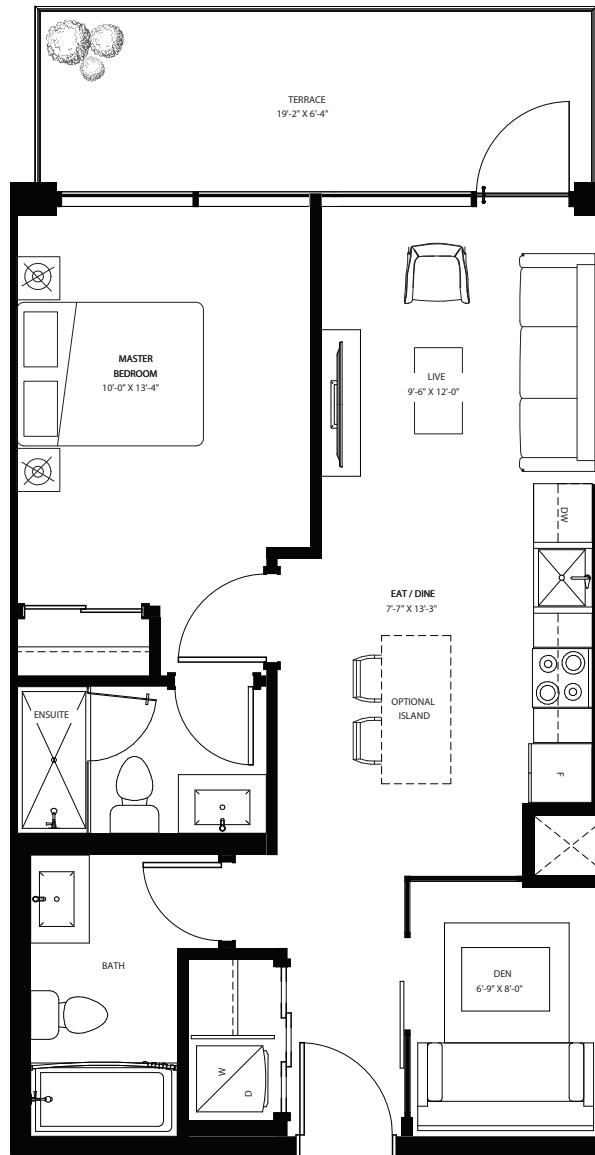 TERRACE
19'-2" X 6'-4"
MASTER
BEDROOM
10'-0" X 13'-4"
LIVE
9'-6" X 12'-0"
DW
EAT / DINE
7'-7" X 13'-3"
OPTIONAL
ISLAND
ENSUITE
F
BATH
DEN
6'-9" X 8'-0"
W
D